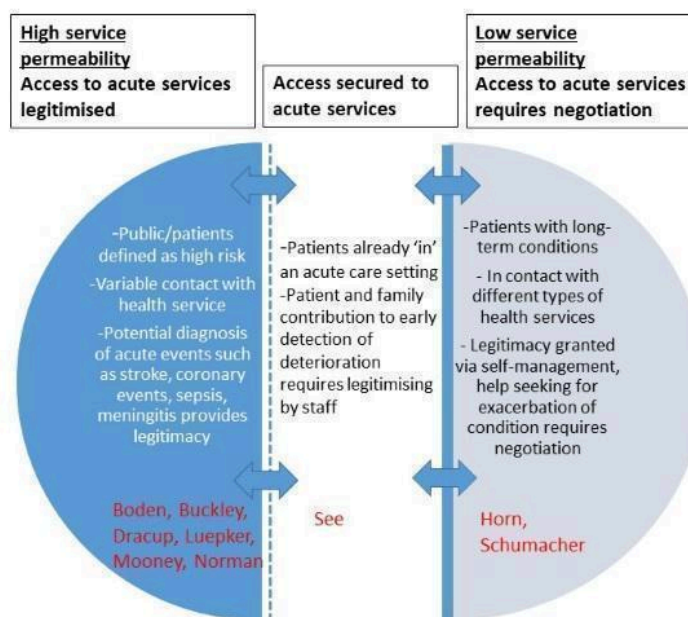 High service
permeability
Access to acute services
legitimised
Access secured to
acute services
Low service
permeability
Access to acute services
requires negotiation
-Public/patients
defined as high risk
-Variable contact with
health service
-Potential diagnosis
of acute events such
as stroke, coronary
events, sepsis,
meningitis provides
legitimacy
Boden, Buckley,
Dracup, Luepker,
Mooney, Norman
-Patients already ‘in’
an acute care setting
-Patient and family
contribution to early
detection of
deterioration
requires legitimising
by staff
See
-Patients with long-
term conditions
- In contact with
different types of
health services
- Legitimacy granted
via self-management,
help seeking for
exacerbation of
condition requires
negotiation
Horn,
Schumacher